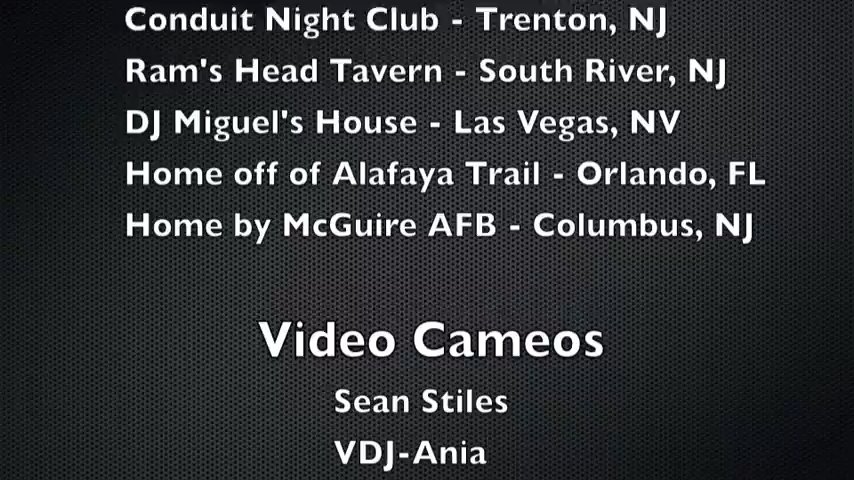 Conduit Night Club - Trenton, NJ
Ram's Head Tavern - South River, NJ
DJ Miguel's House - Las Vegas, NV
Home off of Alafaya Trail - Orlando, FL
Home by McGuire AFB - Columbus, NJ
Video Cameos
Sean Stiles
VDJ-Ania